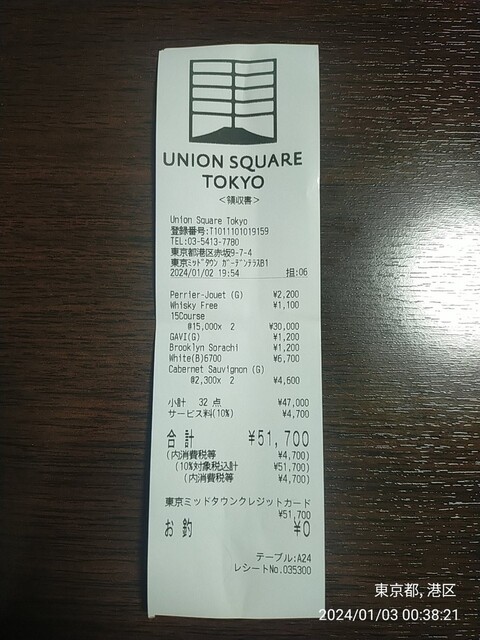 UNION SQUARE
TOKYO
<領収書>
Union Square Tokyo
登録番号:T1011101019159
TEL:03-5413-7780
東京都港区赤坂9-7-4
東京ミッドタウン ガーデンテラスB1
2024/01/02 19:54 担:06
Perrier-Jouet (G) ¥2,200
Whisky Free ¥1,100
15Course
@15,000x 2 ¥30,000
GAVI(G) ¥1,200
Brooklyn Sorachi ¥1,200
White(B)6700 ¥6,700
Cabernet Sauvignon (G)
@2,300x 2 ¥4,600
小計 32 点 ¥47,000
サービス料(10%) ¥4,700
合計 ¥51,700
(内消費税等 ¥4,700)
(10%対象税込計 ¥51,700)
(内消費税等 ¥4,700)
東京ミッドタウンクレジットカード
¥51,700
お釣 ¥0
テーブル:A24
レシートNo.035300
東京都,港区
2024/01/03 00:38:21